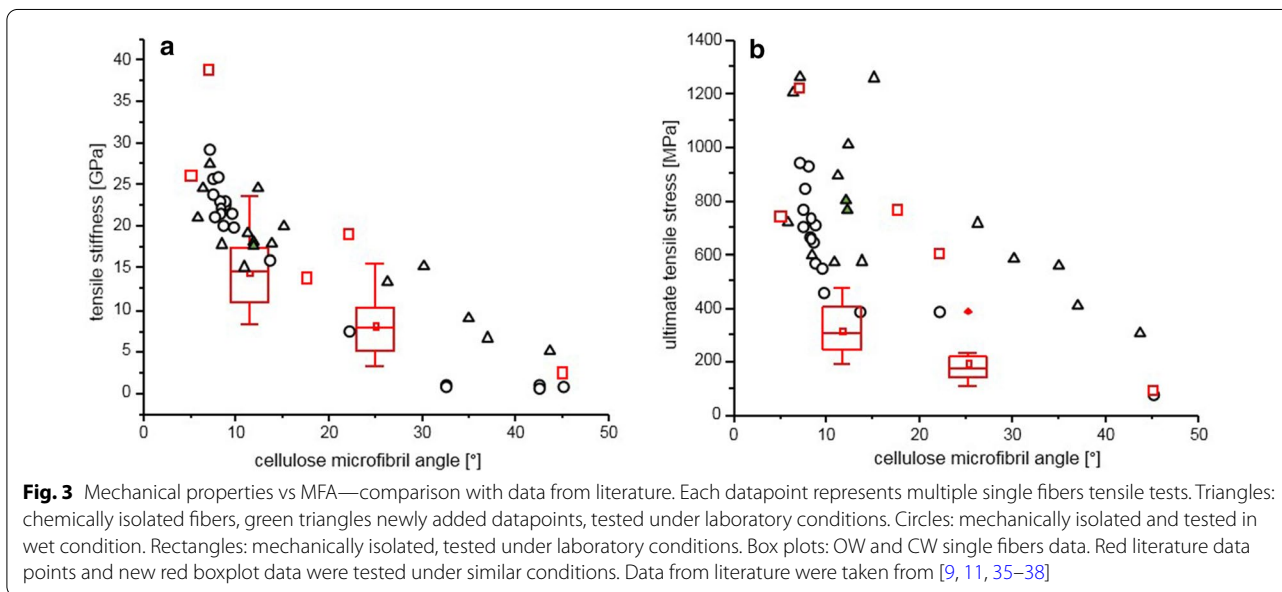 a
tensile stiffness [GPa]
40
35
30
25
20
15
10
5
0
0 10 20 30 40 50
cellulose microfibril angle [°]
b
ultimate tensile stress [MPa]
1400
1200
1000
800
600
400
200
0
0 10 20 30 40 50
cellulose microfibril angle [°]
Fig. 3 Mechanical properties vs MFA—comparison with data from literature. Each datapoint represents multiple single fibers tensile tests. Triangles:
chemically isolated fibers, green triangles newly added datapoints, tested under laboratory conditions. Circles: mechanically isolated and tested in
wet condition. Rectangles: mechanically isolated, tested under laboratory conditions. Box plots: OW and CW single fibers data. Red literature data
points and new red boxplot data were tested under similar conditions. Data from literature were taken from [9, 11, 35–38]